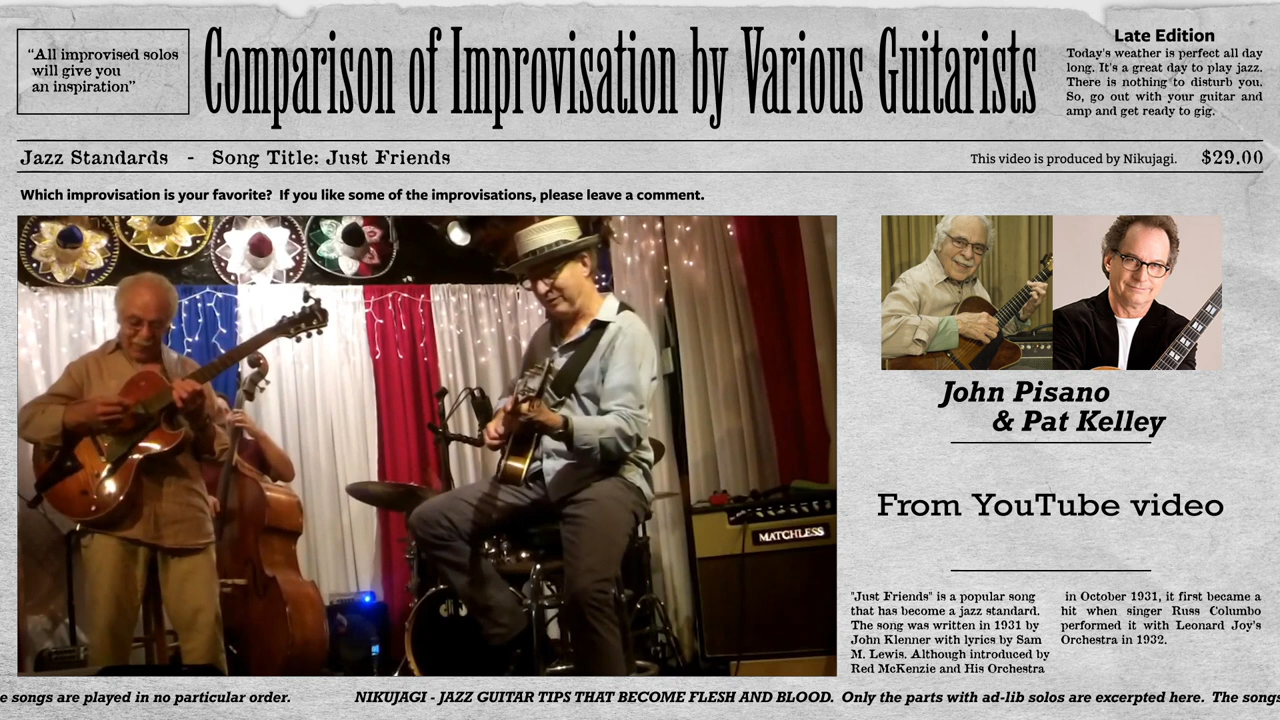 “All improvised solos
will give you
an inspiration”
Comparison of Improvisation by Various Guitarists
Late Edition
Today's weather is perfect all day
long. It's a great day to play jazz.
There is nothing to disturb you.
So, go out with your guitar and
amp and get ready to gig.
Jazz Standards - Song Title: Just Friends
This video is produced by Nikujagi. $29.00
Which improvisation is your favorite? If you like some of the improvisations, please leave a comment.
MATCHLESS
John Pisano
& Pat Kelley
From YouTube video
"Just Friends" is a popular song
that has become a jazz standard.
The song was written in 1931 by
John Klenner with lyrics by Sam
M. Lewis. Although introduced by
Red McKenzie and His Orchestra
in October 1931, it first became a
hit when singer Russ Columbo
performed it with Leonard Joy's
Orchestra in 1932.
e songs are played in no particular order. NIKUJAGI - JAZZ GUITAR TIPS THAT BECOME FLESH AND BLOOD. Only the parts with ad-lib solos are excerpted here. The songs